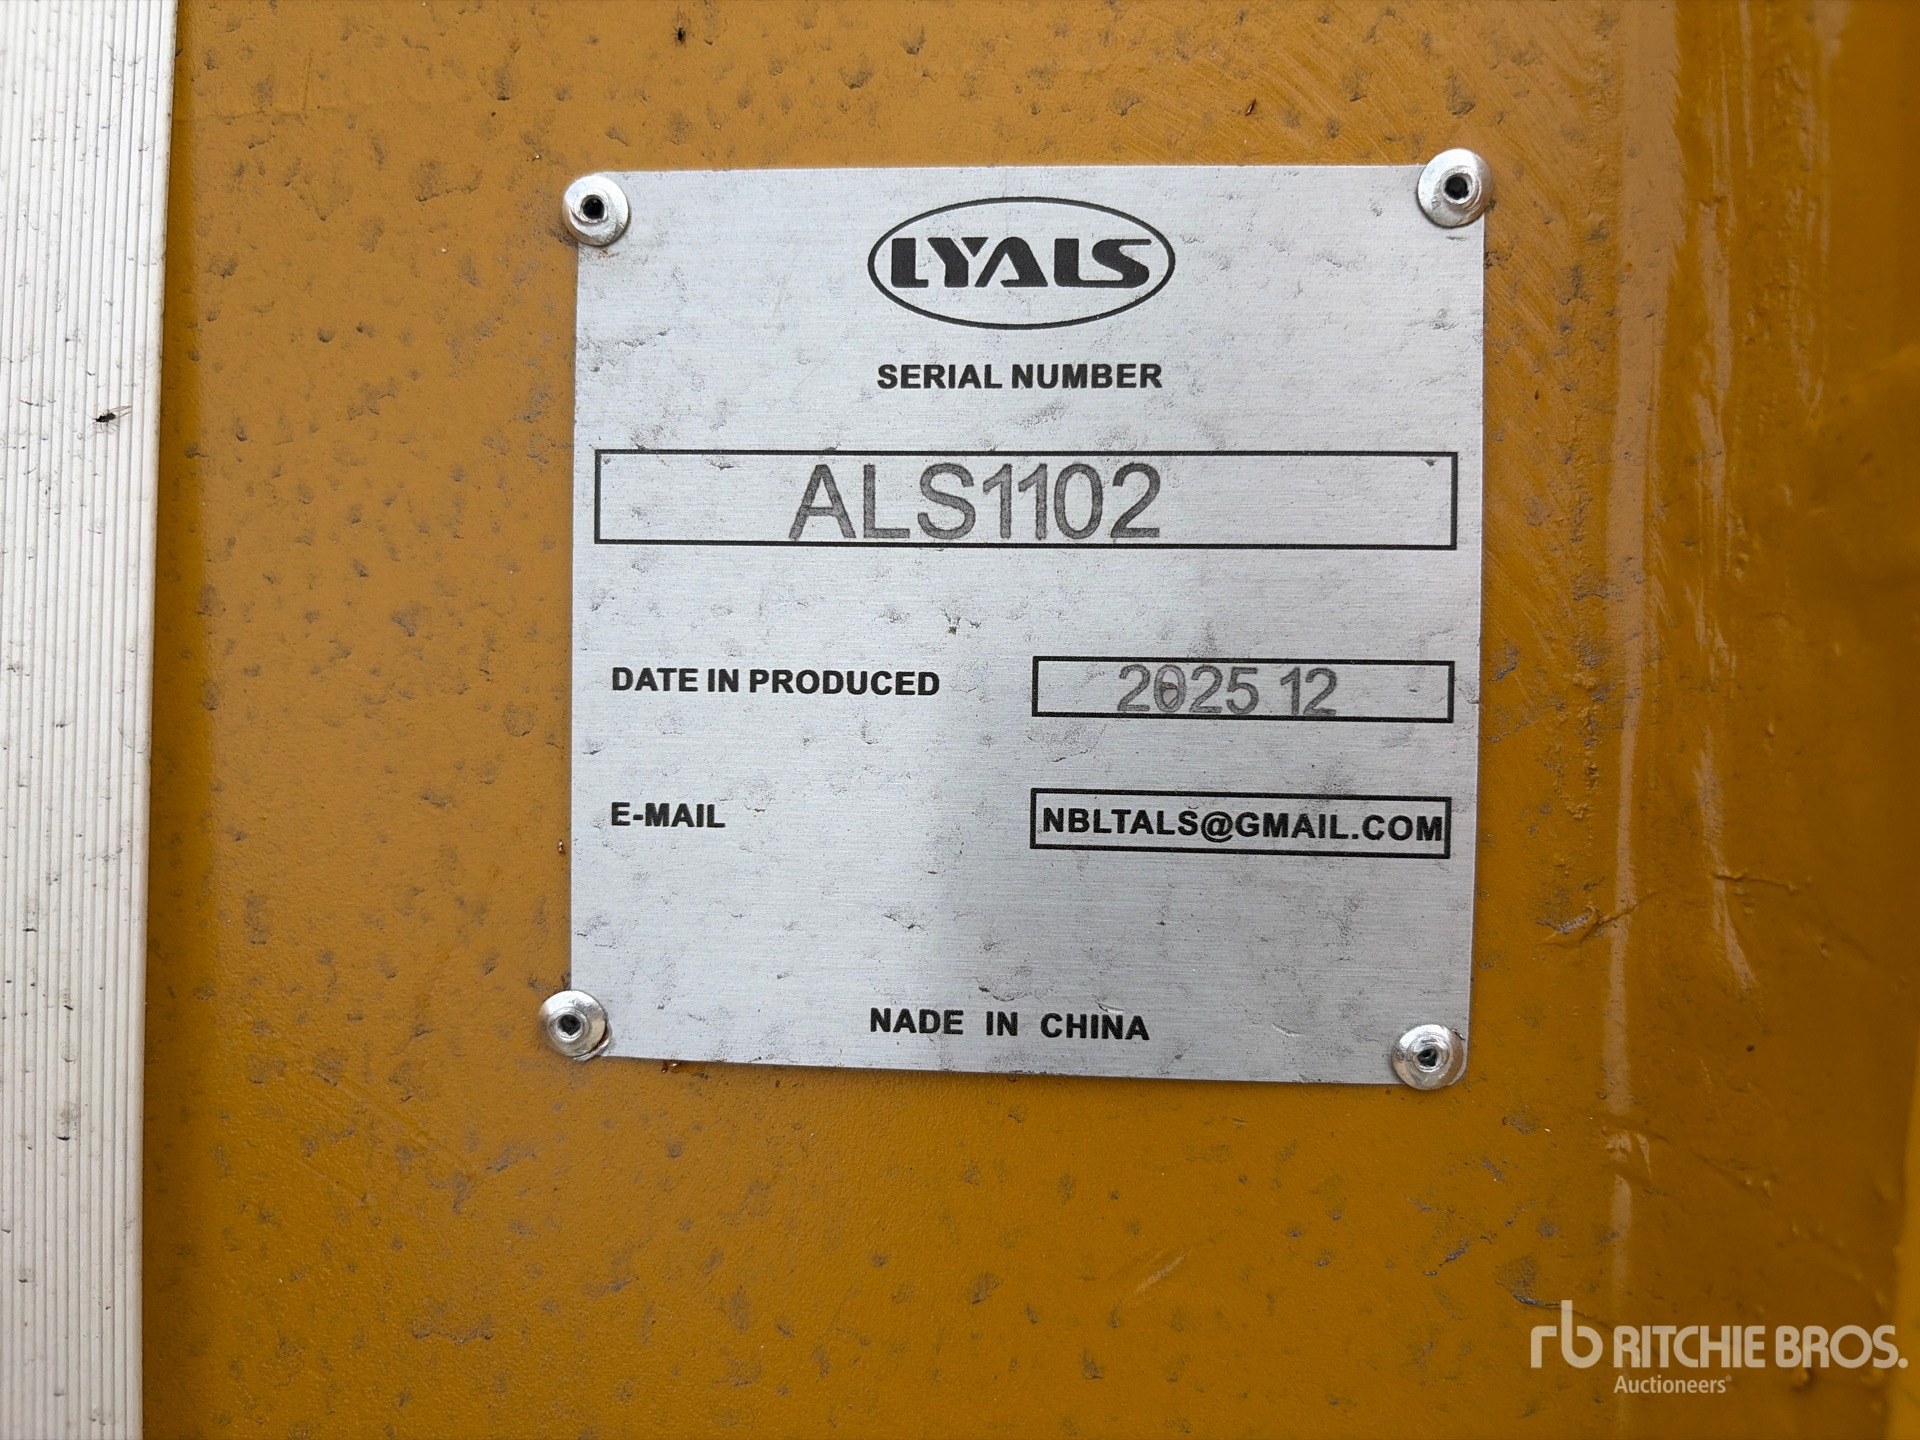 LYALS
SERIAL NUMBER
ALS1102
DATE IN PRODUCED 2025 12
E-MAIL NBLTALS@GMAIL.COM
NADE IN CHINA
rb RITCHIE BROS.
Auctioneers